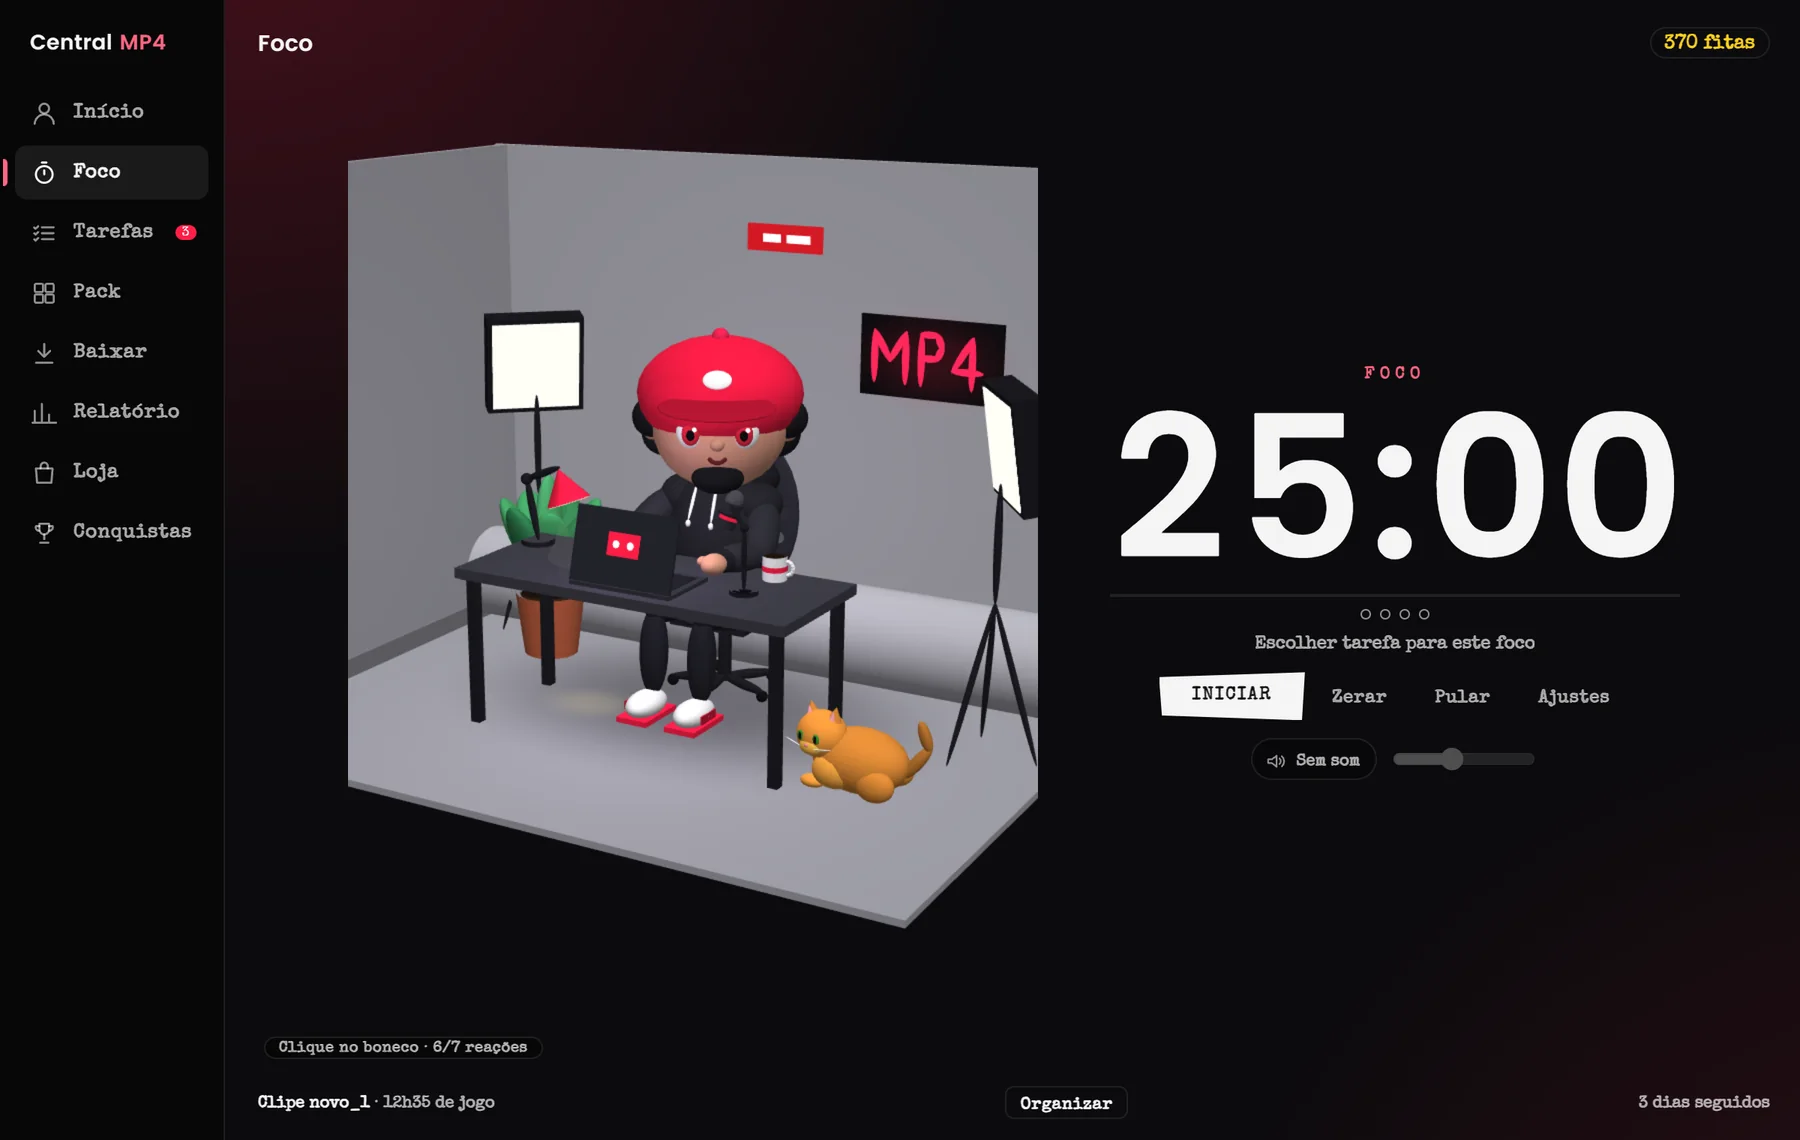 Central MP4
Início
Foco
Tarefas 3
Pack
Baixar
Relatório
Loja
Conquistas
Foco
370 fitas
MP4
FOCO
25:00
Escolher tarefa para este foco
INICIAR Zerar Pular Ajustes
Sem som
Clique no boneco · 6/7 reações
Clipe novo_1 · 12h35 de jogo
Organizar
3 dias seguidos